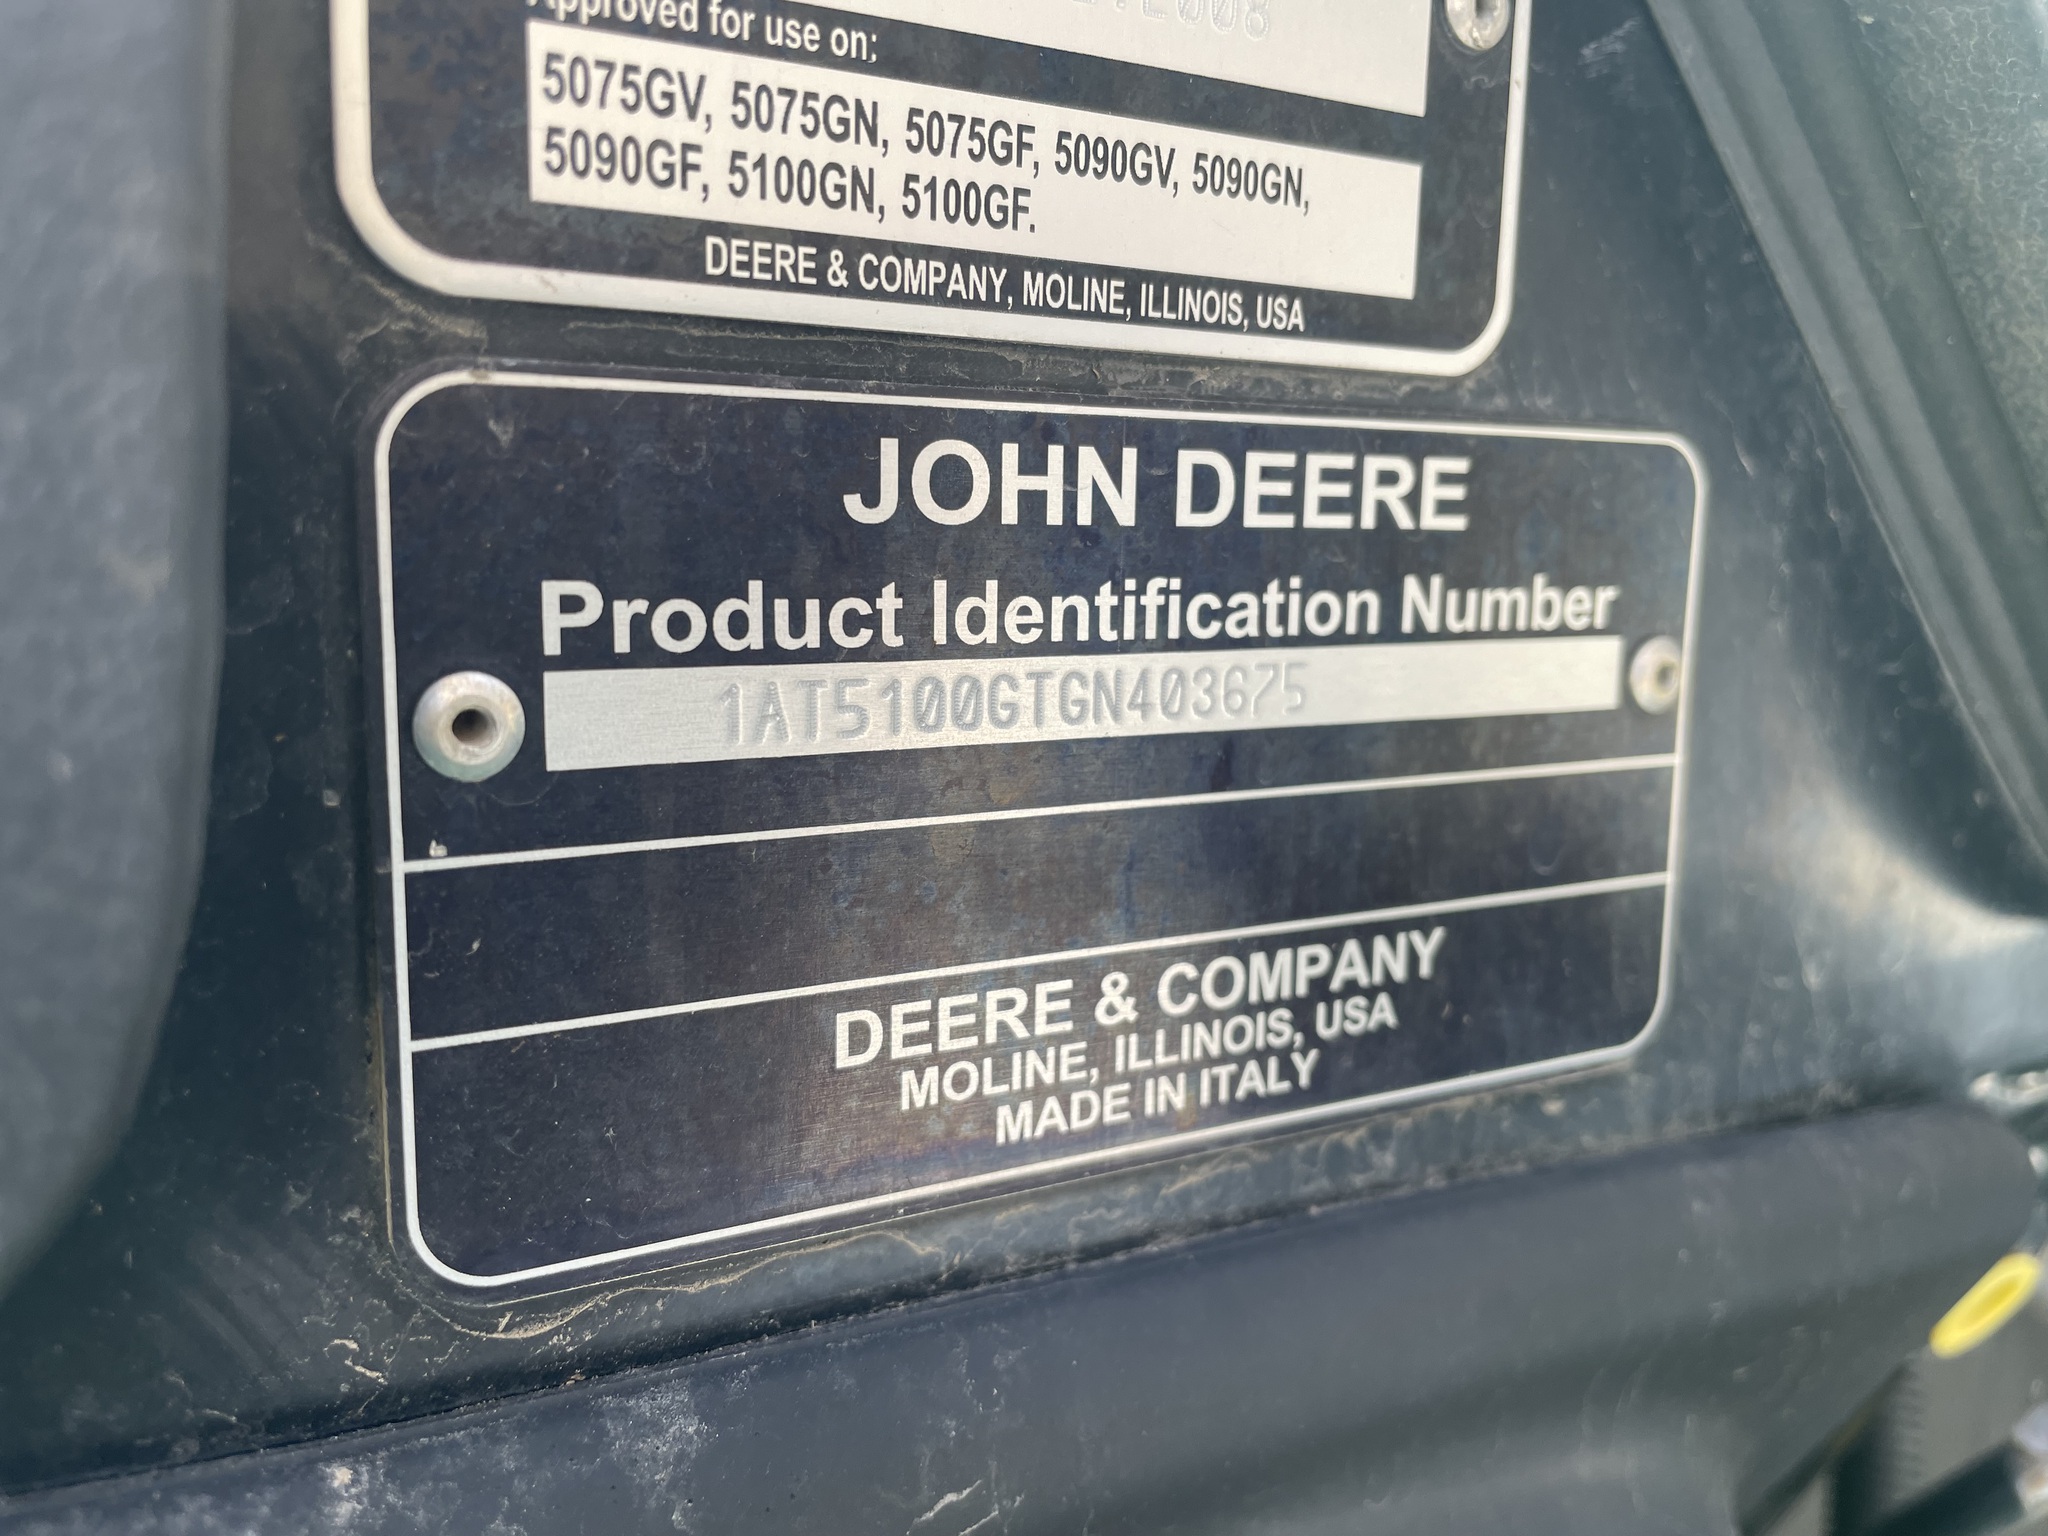 Approved for use on:
5075GV, 5075GN, 5075GF, 5090GV, 5090GN,
5090GF, 5100GN, 5100GF.
DEERE & COMPANY, MOLINE, ILLINOIS, USA
JOHN DEERE
Product Identification Number
1AT5100GTGN403675
DEERE & COMPANY
MOLINE, ILLINOIS, USA
MADE IN ITALY